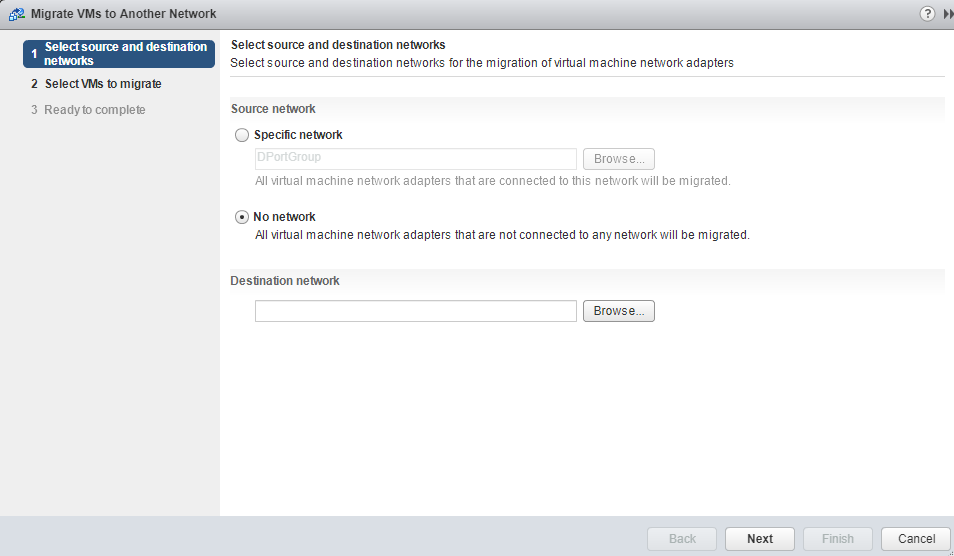 Migrate VMs to Another Network
?
1 Select source and destination
networks
2 Select VMs to migrate
3 Ready to complete
Select source and destination networks
Select source and destination networks for the migration of virtual machine network adapters
Source network
Specific network
DPortGroup Browse...
All virtual machine network adapters that are connected to this network will be migrated.
No network
All virtual machine network adapters that are not connected to any network will be migrated.
Destination network
Browse...
Back Next Finish Cancel